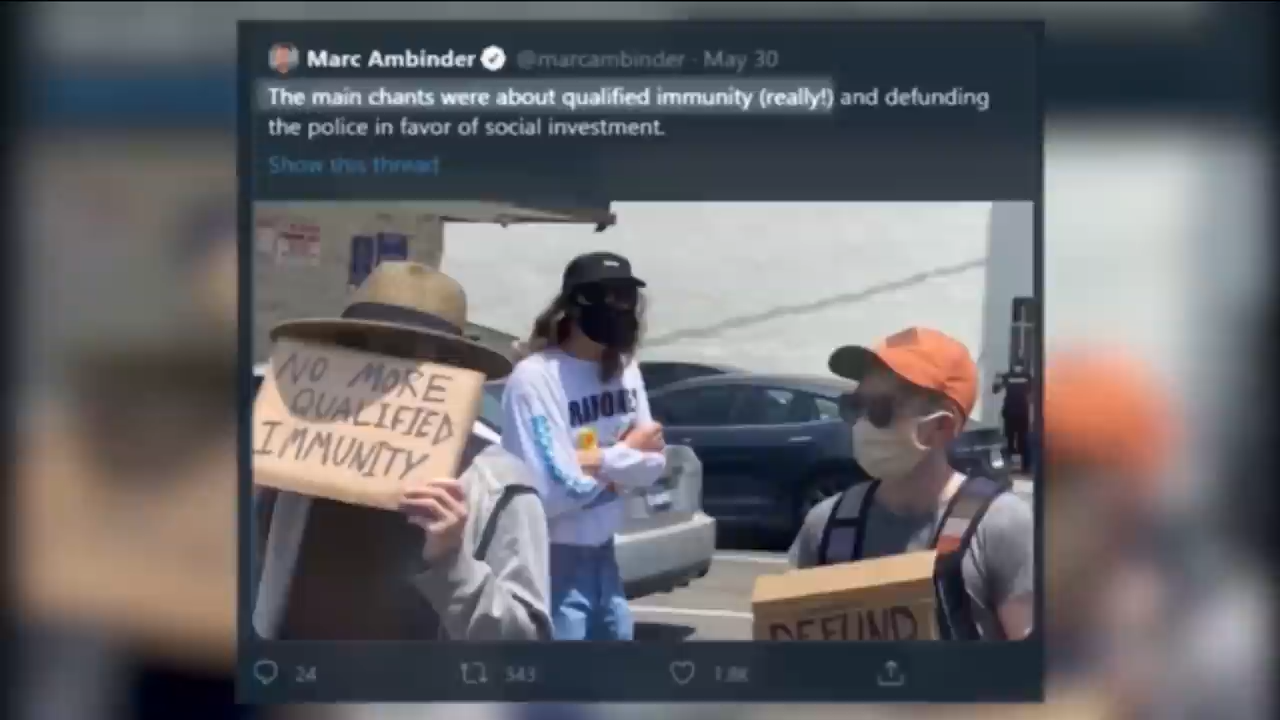 Marc Ambinder @marcambinder · May 30
The main chants were about qualified immunity (really!) and defunding
the police in favor of social investment.
Show this thread
NO MORE
QUALIFIED
IMMUNITY
RAMONES
DEFUND
24 343 1.8K